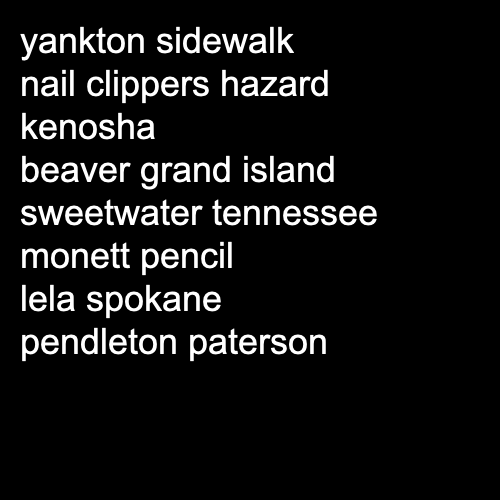 yankton sidewalk
nail clippers hazard
kenosha
beaver grand island
sweetwater tennessee
monett pencil
lela spokane
pendleton paterson